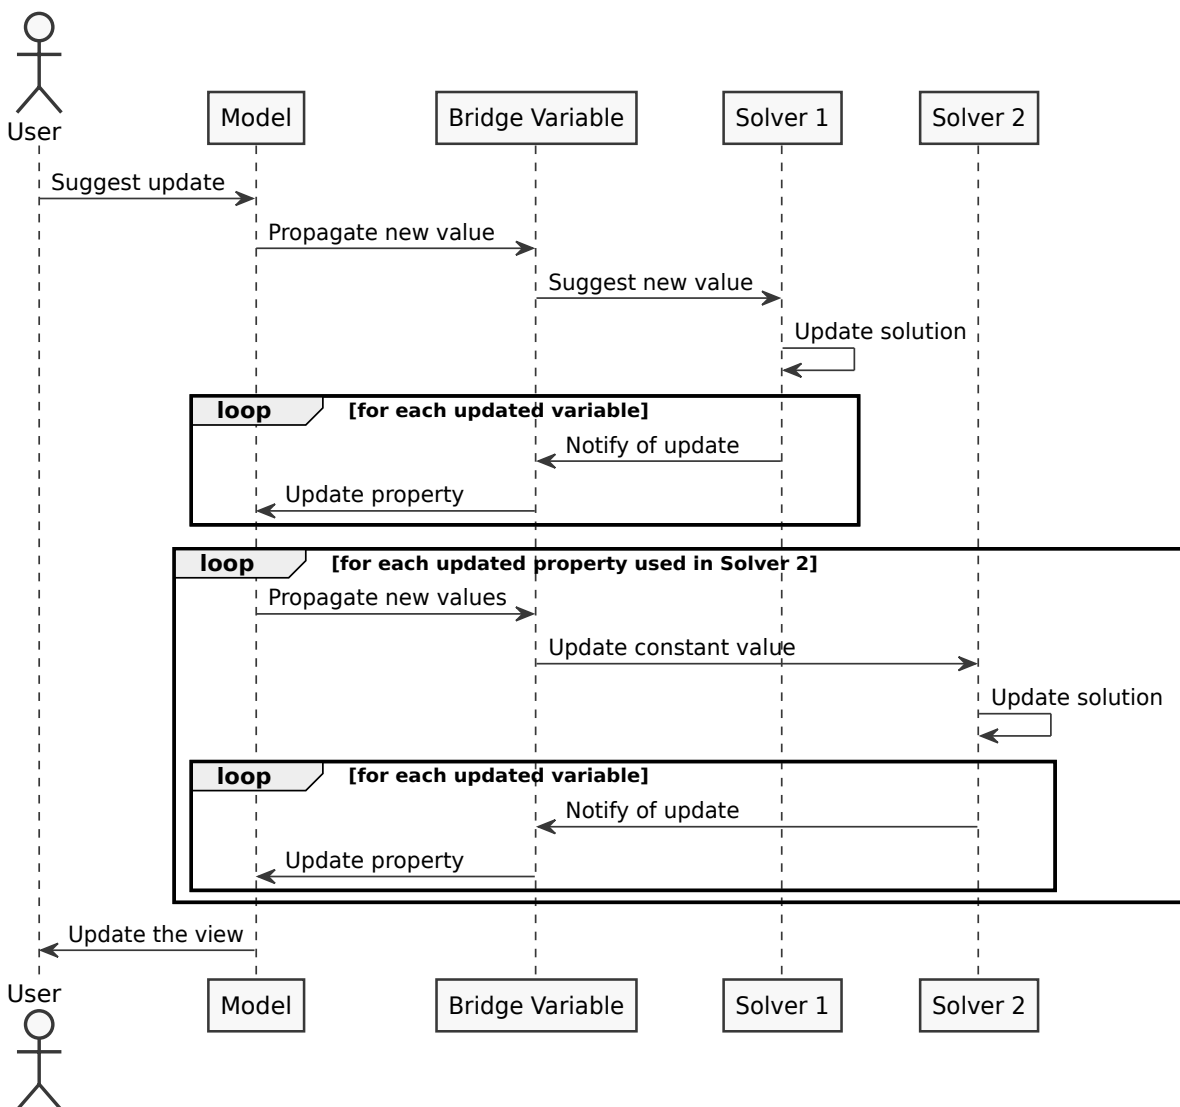 User
Model
Bridge Variable
Solver 1
Solver 2
Suggest update
Propagate new value
Suggest new value
Update solution
loop [for each updated variable]
Notify of update
Update property
loop [for each updated property used in Solver 2]
Propagate new values
Update constant value
Update solution
loop [for each updated variable]
Notify of update
Update property
Update the view
User
Model
Bridge Variable
Solver 1
Solver 2